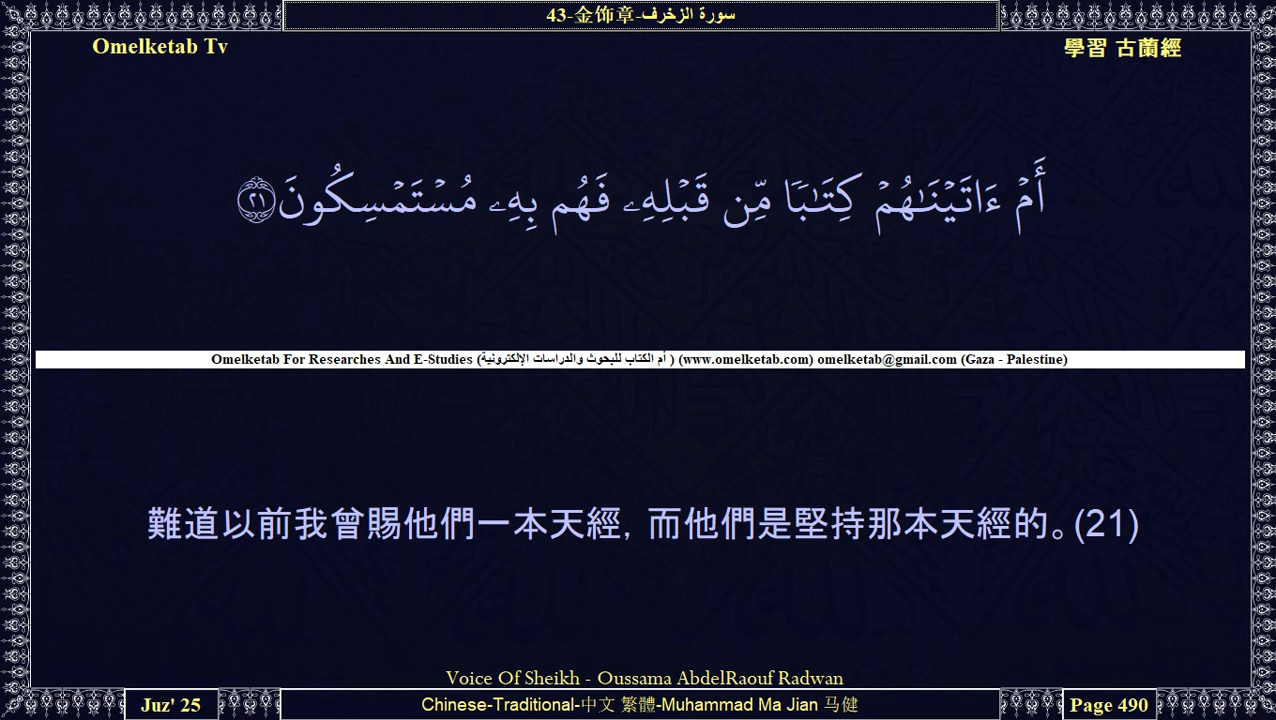 43-金饰章-سورة الزخرف
Omelketab Tv
學習 古蘭經
أَمۡ ءَاتَيۡنَٰهُمۡ كِتَٰبٗا مِّن قَبۡلِهِۦ فَهُم بِهِۦ مُسۡتَمۡسِكُونَ ٢١
Omelketab For Researches And E-Studies (أم الكتاب للبحوث والدراسات الإلكترونية ) (www.omelketab.com) omelketab@gmail.com (Gaza - Palestine)
難道以前我曾賜他們一本天經，而他們是堅持那本天經的。(21)
Voice Of Sheikh - Oussama AbdelRaouf Radwan
Juz' 25
Chinese-Traditional-中文 繁體-Muhammad Ma Jian 马健
Page 490